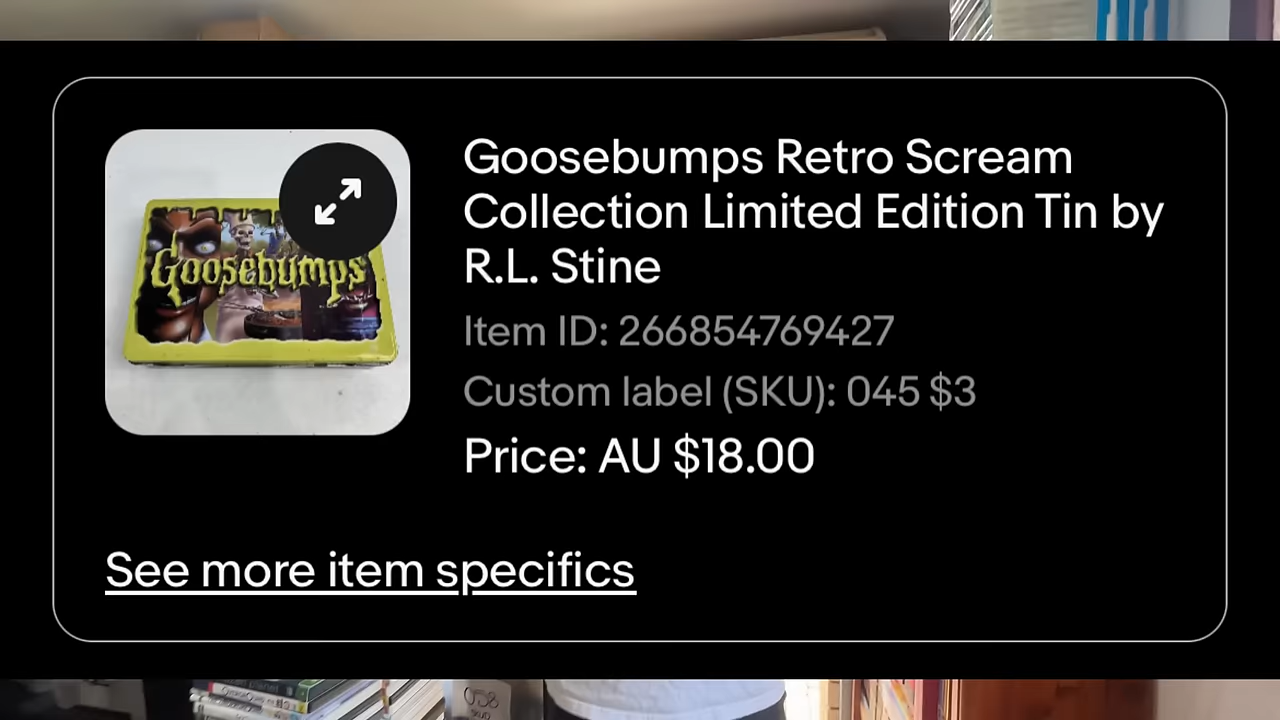 Goosebumps
Goosebumps Retro Scream
Collection Limited Edition Tin by
R.L. Stine
Item ID: 266854769427
Custom label (SKU): 045 $3
Price: AU $18.00
See more item specifics
058